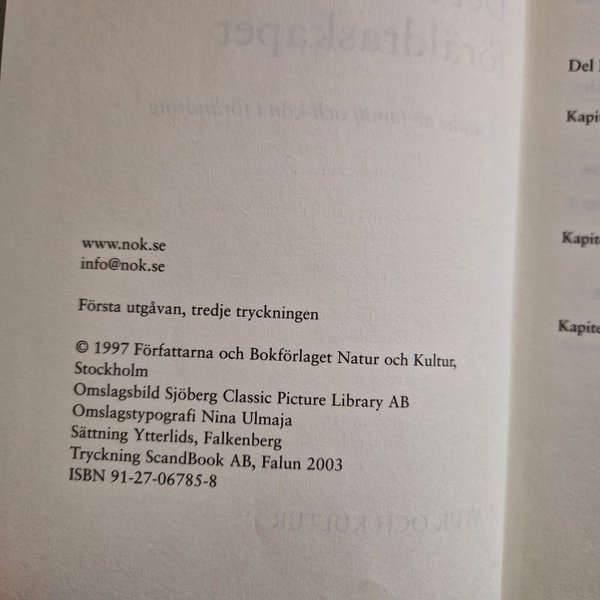 www.nok.se
info@nok.se
Första utgåvan, tredje tryckningen
© 1997 Författarna och Bokförlaget Natur och Kultur,
Stockholm
Omslagsbild Sjöberg Classic Picture Library AB
Omslagstypografi Nina Ulmaja
Sättning Ytterlids, Falkenberg
Tryckning ScandBook AB, Falun 2003
ISBN 91-27-06785-8
Del
Kapite
Kapite
Kapite